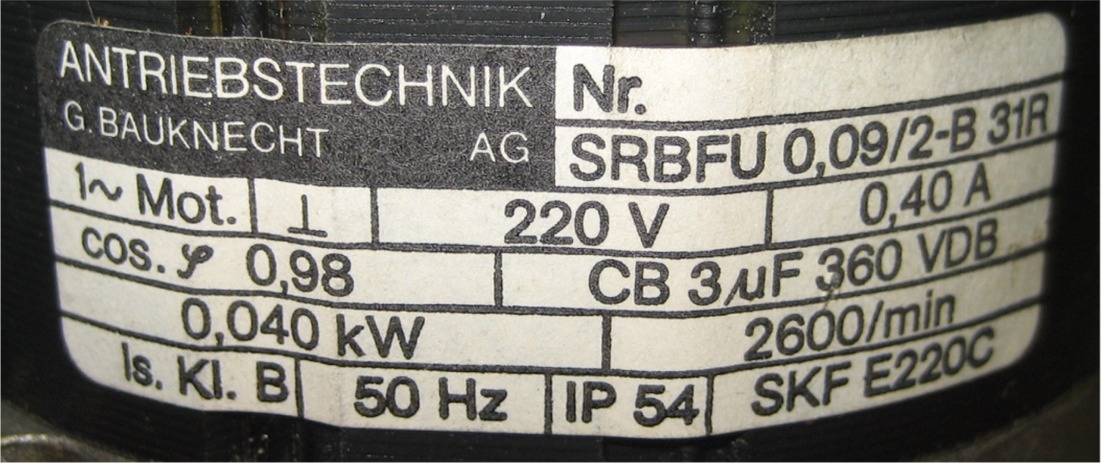 ANTRIEBSTECHNIK
G. BAUKNECHT AG
Nr.
SRBFU 0,09/2-B 31R
1~ Mot. ⊥ 220 V 0,40 A
cos. φ 0,98 CB 3µF 360 VDB
0,040 kW 2600/min
Is. Kl. B 50 Hz IP 54 SKF E220C